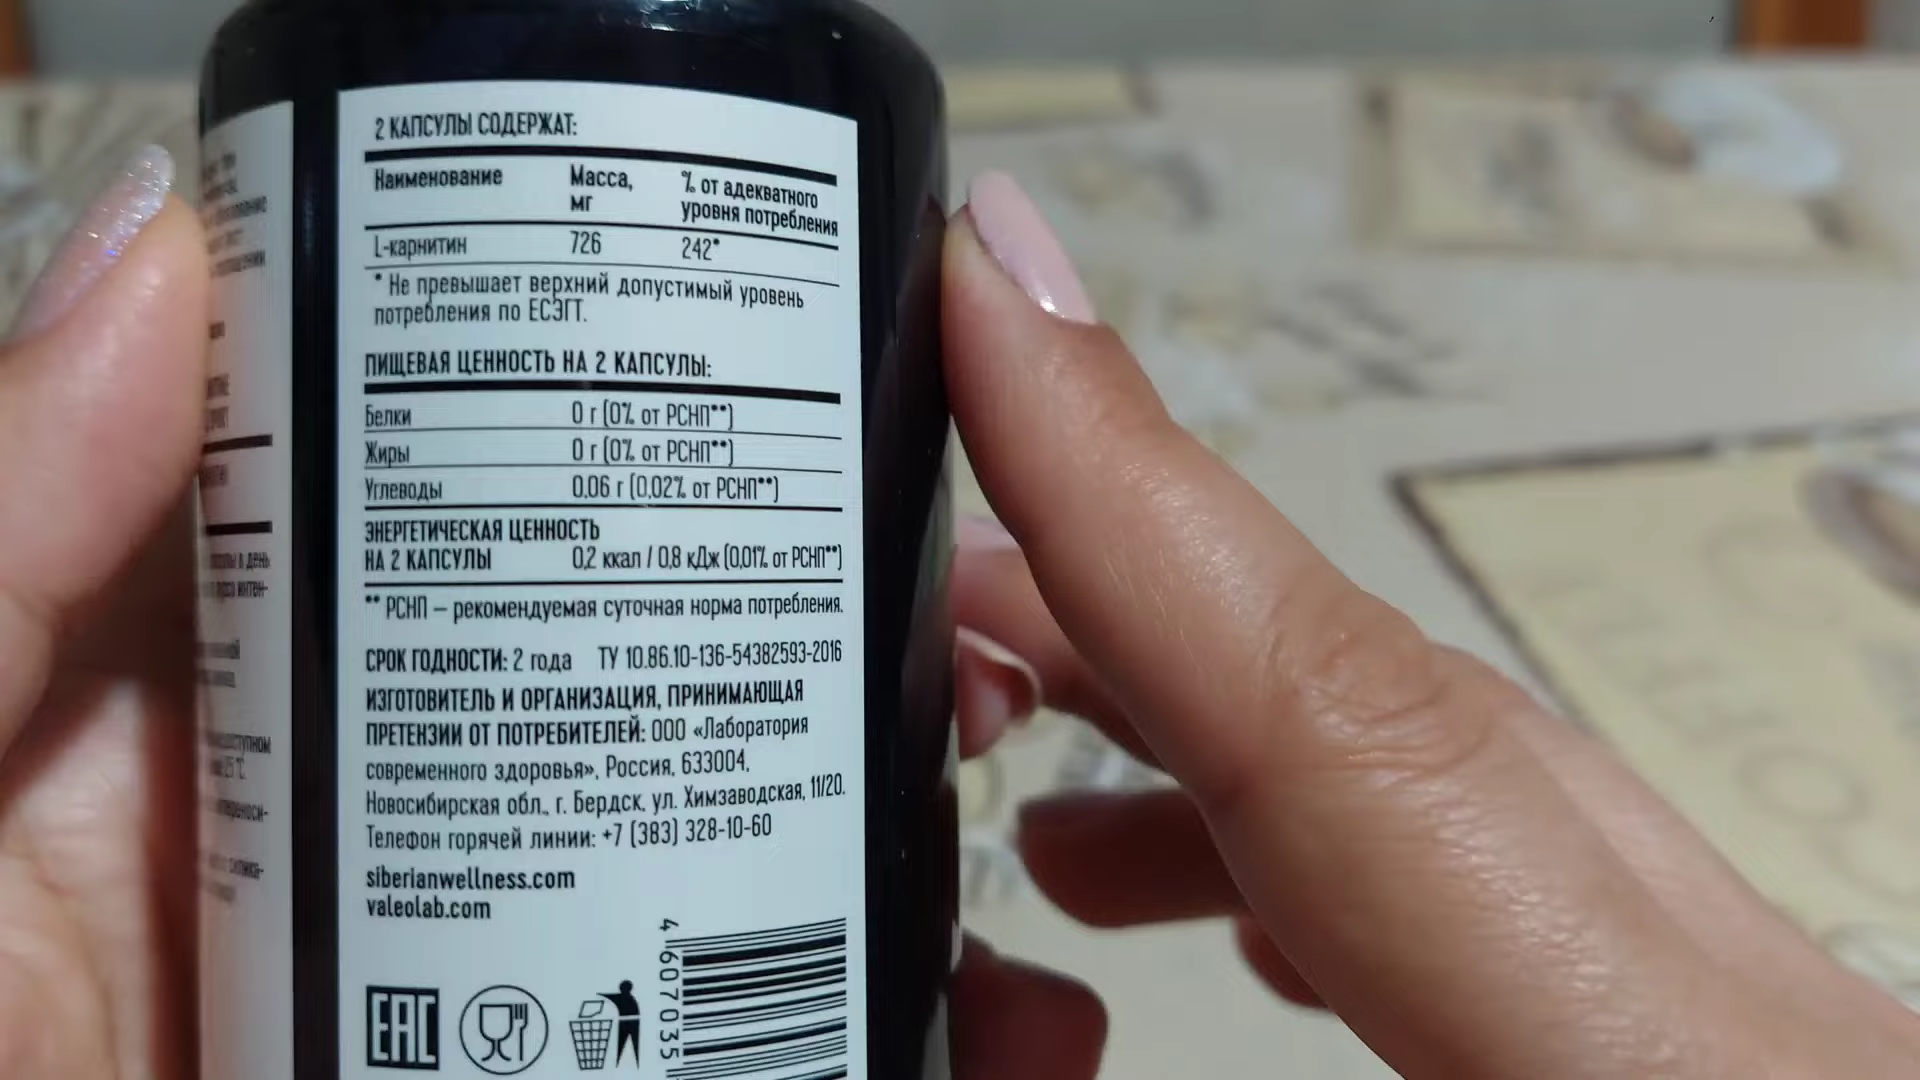 2 КАПСУЛЫ СОДЕРЖАТ:
Наименование Масса, мг % от адекватного уровня потребления
L-карнитин 726 242*
* Не превышает верхний допустимый уровень
потребления по ЕСЭГТ.
ПИЩЕВАЯ ЦЕННОСТЬ НА 2 КАПСУЛЫ:
Белки 0 г (0% от РСНП**)
Жиры 0 г (0% от РСНП**)
Углеводы 0,06 г (0,02% от РСНП**)
ЭНЕРГЕТИЧЕСКАЯ ЦЕННОСТЬ
НА 2 КАПСУЛЫ 0,2 ккал / 0,8 кДж (0,01% от РСНП**)
** РСНП – рекомендуемая суточная норма потребления.
СРОК ГОДНОСТИ: 2 года ТУ 10.86.10-136-54382593-2016
ИЗГОТОВИТЕЛЬ И ОРГАНИЗАЦИЯ, ПРИНИМАЮЩАЯ
ПРЕТЕНЗИИ ОТ ПОТРЕБИТЕЛЕЙ: ООО «Лаборатория
современного здоровья», Россия, 633004,
Новосибирская обл., г. Бердск, ул. Химзаводская, 11/20.
Телефон горячей линии: +7 (383) 328-10-60
siberianwellness.com
valeolab.com
EAC
4 607035